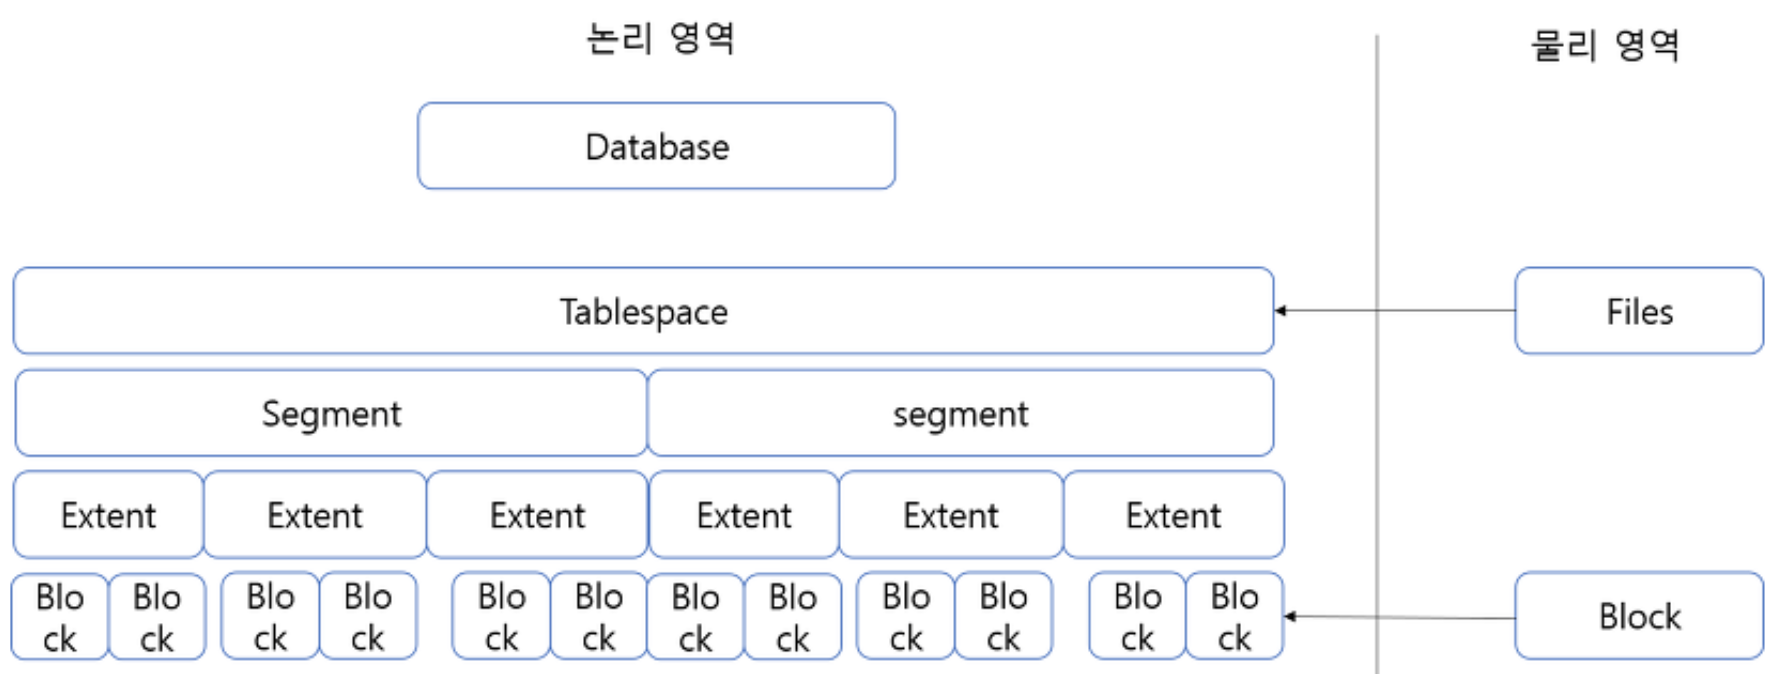 논리 영역
물리 영역
Database
Tablespace
Files
Segment
segment
Extent
Extent
Extent
Extent
Extent
Extent
Blo
ck
Blo
ck
Blo
ck
Blo
ck
Blo
ck
Blo
ck
Blo
ck
Blo
ck
Blo
ck
Blo
ck
Blo
ck
Blo
ck
Block